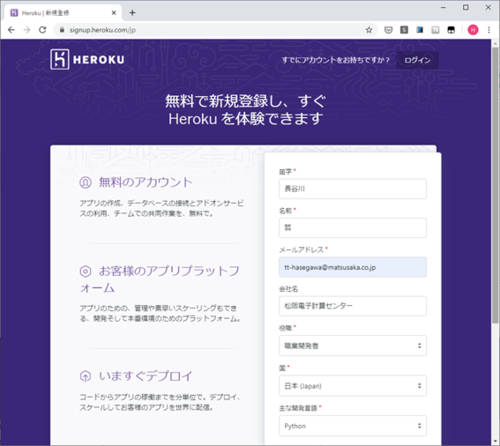 Heroku | 新規登録
signup.heroku.com/jp
H
HEROKU
すでにアカウントをお持ちですか？
ログイン
無料で新規登録し、すぐ
Heroku を体験できます
無料のアカウント
アプリの作成、データベースの接続とアドオンサービ
スの利用、チームでの共同作業を、無料で。
お客様のアプリプラットフ
ォーム
アプリのための、管理や素早いスケーリングもでき
る、開発そして本番環境のためのプラットフォーム。
いますぐデプロイ
コードからアプリの稼働までを分単位で。デプロイ、
スケールしてお客様のアプリを世界に配信。
苗字 *
長谷川
名前 *
メールアドレス *
tt-hasegawa@matsusaka.co.jp
会社名
松阪電子計算センター
役職 *
職業開発者
国 *
日本 (Japan)
主な開発言語 *
Python